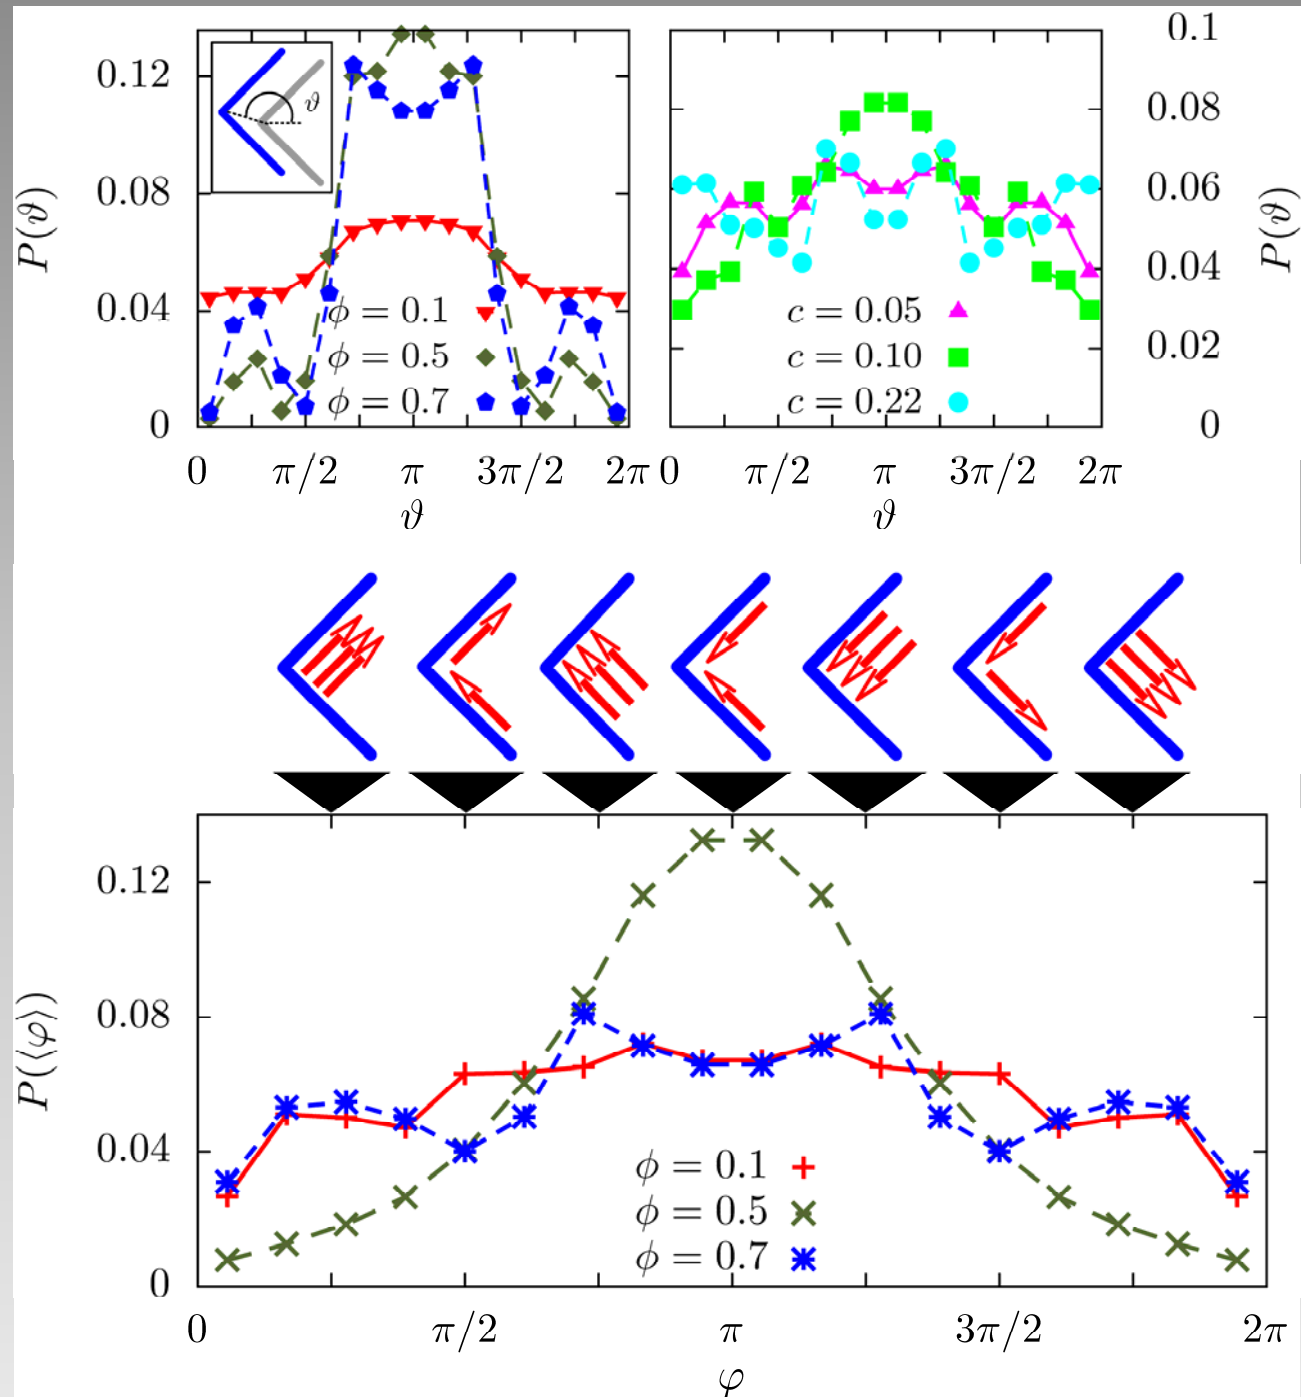 0.12
0.08
0.04
0
P(ϑ)
ϑ
ϕ = 0.1
ϕ = 0.5
ϕ = 0.7
0 π/2 π 3π/2 2π
ϑ
0.1
0.08
0.06
0.04
0.02
0
P(ϑ)
c = 0.05
c = 0.10
c = 0.22
0 π/2 π 3π/2 2π
ϑ
0.12
0.08
0.04
0
P(⟨φ⟩)
ϕ = 0.1
ϕ = 0.5
ϕ = 0.7
0 π/2 π 3π/2 2π
φ